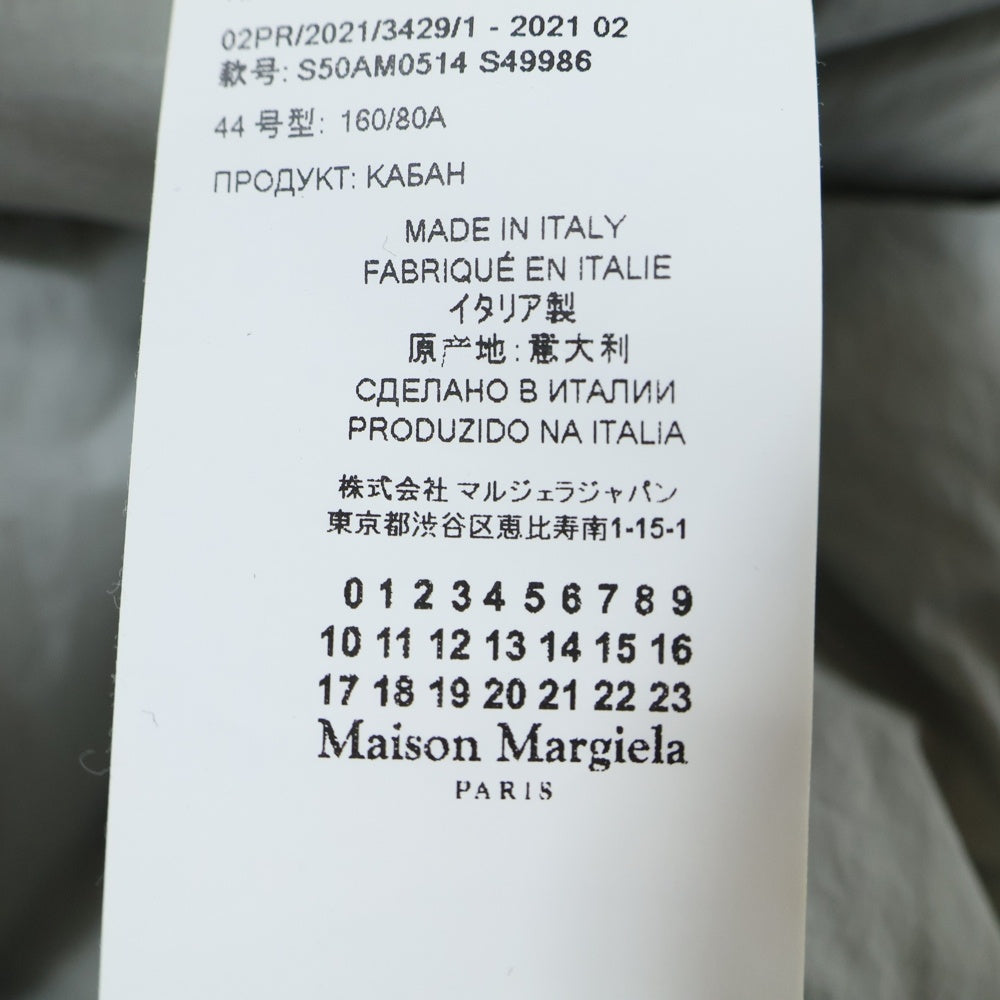 02PR/2021/3429/1 - 2021 02
款号: S50AM0514 S49986
44 号型: 160/80A
ПРОДУКТ: КАБАН
MADE IN ITALY
FABRIQUÉ EN ITALIE
イタリア製
原产地: 意大利
СДЕЛАНО В ИТАЛИИ
PRODUZIDO NA ITALIA
株式会社 マルジェラジャパン
東京都渋谷区恵比寿南1-15-1
0 1 2 3 4 5 6 7 8 9
10 11 12 13 14 15 16
17 18 19 20 21 22 23
Maison Margiela
PARIS